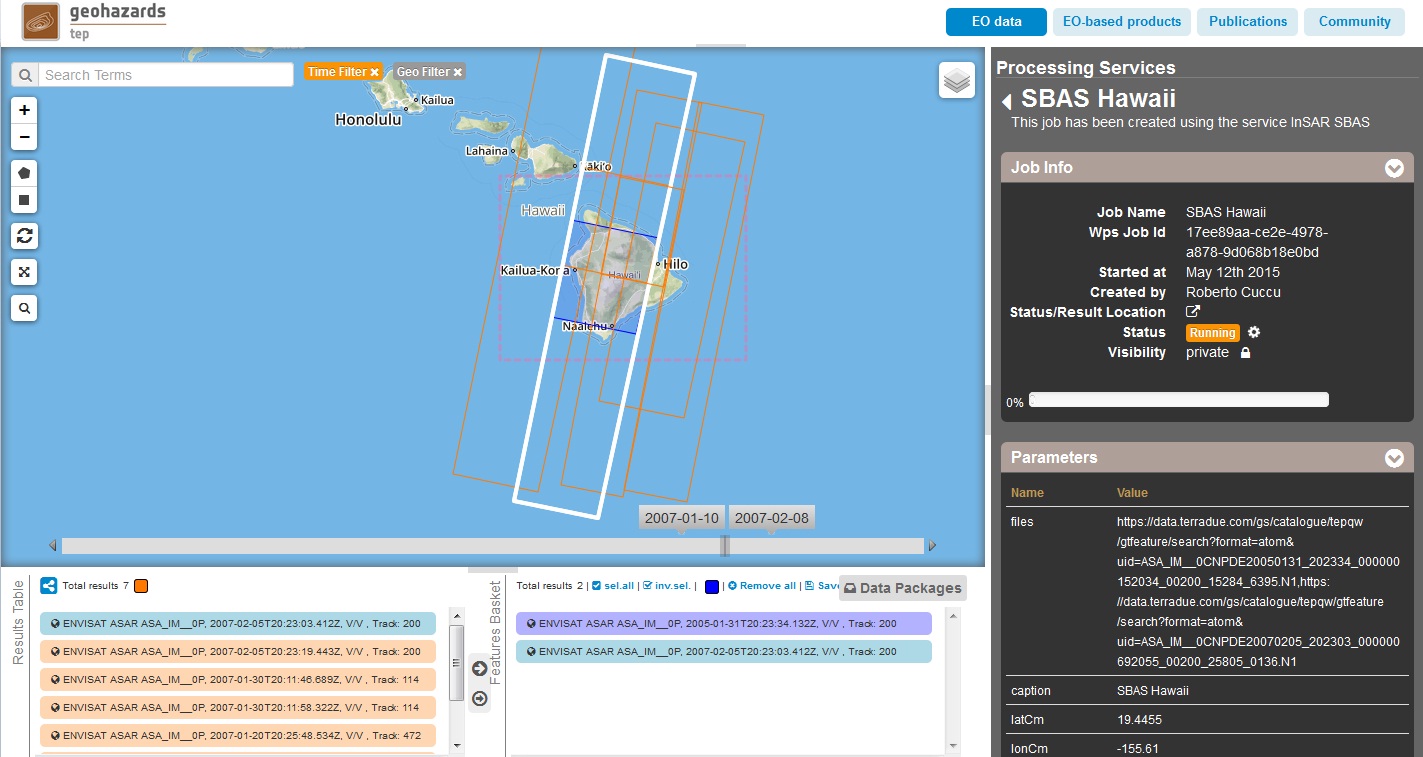 geohazards
tep
EO data
EO-based products
Publications
Community
Search Terms
Time Filter ×
Geo Filter ×
Kailua
Honolulu
Lahaina
Hawaii
Kailua-Kona
Hawai'i
Hilo
Naalehu
2007-01-10
2007-02-08
Results Table
Total results 7
ENVISAT ASAR ASA_IM__0P, 2007-02-05T20:23:03.412Z, V/V , Track: 200
ENVISAT ASAR ASA_IM__0P, 2007-02-05T20:23:19.443Z, V/V , Track: 200
ENVISAT ASAR ASA_IM__0P, 2007-01-30T20:11:46.689Z, V/V , Track: 114
ENVISAT ASAR ASA_IM__0P, 2007-01-30T20:11:58.322Z, V/V , Track: 114
ENVISAT ASAR ASA_IM__0P, 2007-01-20T20:25:48.534Z, V/V , Track: 472
Features Basket
Total results 2 | sel.all | inv.sel. | Remove all | Save
Data Packages
ENVISAT ASAR ASA_IM__0P, 2005-01-31T20:23:34.132Z, V/V , Track: 200
ENVISAT ASAR ASA_IM__0P, 2007-02-05T20:23:03.412Z, V/V , Track: 200
Processing Services
SBAS Hawaii
This job has been created using the service InSAR SBAS
Job Info
Job Name SBAS Hawaii
Wps Job Id 17ee89aa-ce2e-4978-
a878-9d068b18e0bd
Started at May 12th 2015
Created by Roberto Cuccu
Status/Result Location
Status Running
Visibility private
0%
Parameters
Name Value
files https://data.terradue.com/gs/catalogue/tepqw
/gtfeature/search?format=atom&
uid=ASA_IM__0CNPDE20050131_202334_000000
152034_00200_15284_6395.N1,https:
//data.terradue.com/gs/catalogue/tepqw/gtfeature
/search?format=atom&
uid=ASA_IM__0CNPDE20070205_202303_000000
692055_00200_25805_0136.N1
caption SBAS Hawaii
latCm 19.4455
lonCm -155.61